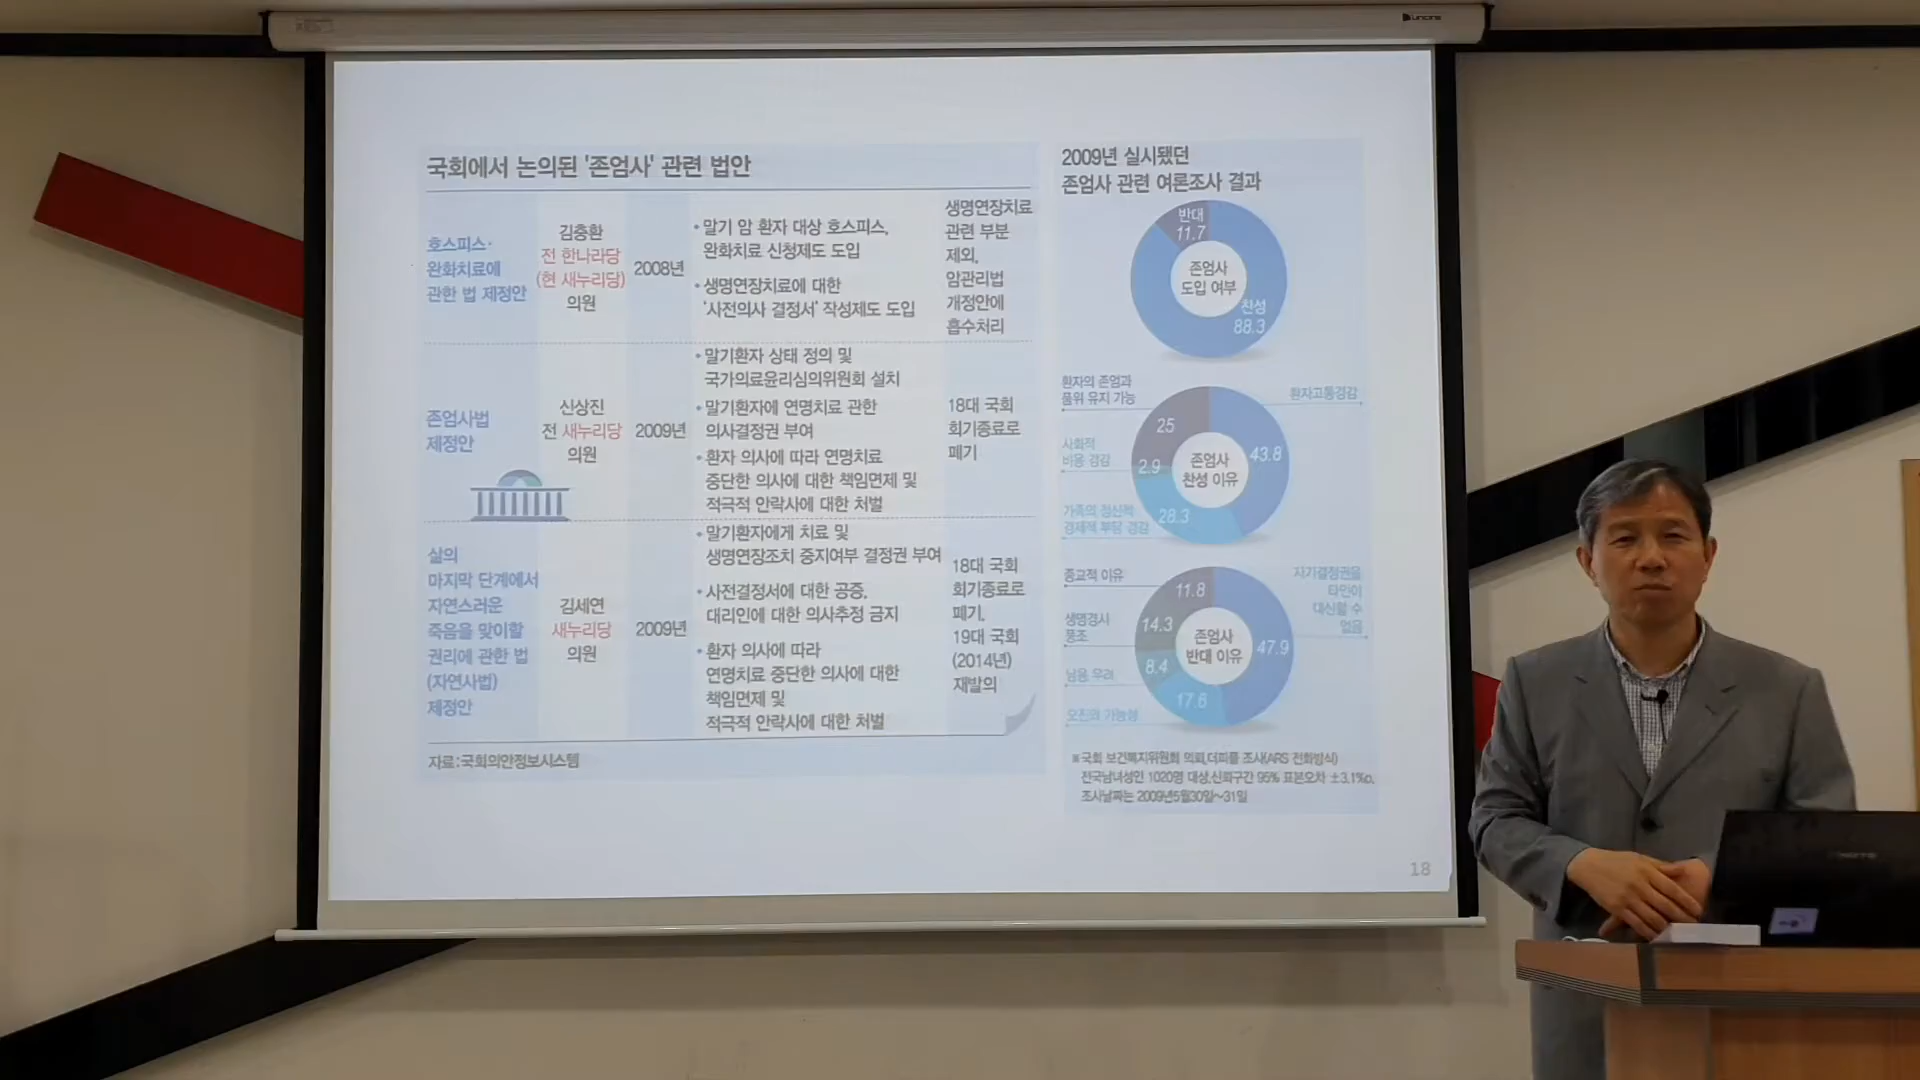 국회에서 논의된 '존엄사' 관련 법안
호스피스·
완화치료에
관한 법 제정안
김충환
전 한나라당
(현 새누리당)
의원
2008년
• 말기 암 환자 대상 호스피스,
완화치료 신청제도 도입
• 생명연장치료에 대한
'사전의사 결정서' 작성제도 도입
생명연장치료
관련 부분
제외,
암관리법
개정안에
흡수처리
존엄사법
제정안
신상진
전 새누리당
의원
2009년
• 말기환자 상태 정의 및
국가의료윤리심의위원회 설치
• 말기환자에 연명치료 관한
의사결정권 부여
• 환자 의사에 따라 연명치료
중단한 의사에 대한 책임면제 및
적극적 안락사에 대한 처벌
18대 국회
회기종료로
폐기
삶의
마지막 단계에서
자연스러운
죽음을 맞이할
권리에 관한 법
(자연사법)
제정안
김세연
새누리당
의원
2009년
• 말기환자에게 치료 및
생명연장조치 중지여부 결정권 부여
• 사전결정서에 대한 공증,
대리인에 대한 의사추정 금지
• 환자 의사에 따라
연명치료 중단한 의사에 대한
책임면제 및
적극적 안락사에 대한 처벌
18대 국회
회기종료로
폐기,
19대 국회
(2014년)
재발의
자료:국회의안정보시스템
2009년 실시됐던
존엄사 관련 여론조사 결과
반대
11.7
존엄사
도입 여부
찬성
88.3
환자의 존엄과
품위 유지 가능
환자고통경감
25
사회적
비용 경감
2.9
존엄사
찬성 이유
43.8
가족의 정신적
경제적 부담 경감
28.3
종교적 이유
11.8
자기결정권을
타인이
대신할 수
없음
생명경시
풍조
14.3
존엄사
반대 이유
47.9
남용 우려
8.4
오진의 가능성
17.6
※국회 보건복지위원회 의뢰,더피플 조사(ARS 전화방식)
전국남녀성인 1020명 대상,신뢰구간 95% 표본오차 ±3.1%p,
조사날짜는 2009년5월30일~31일
18